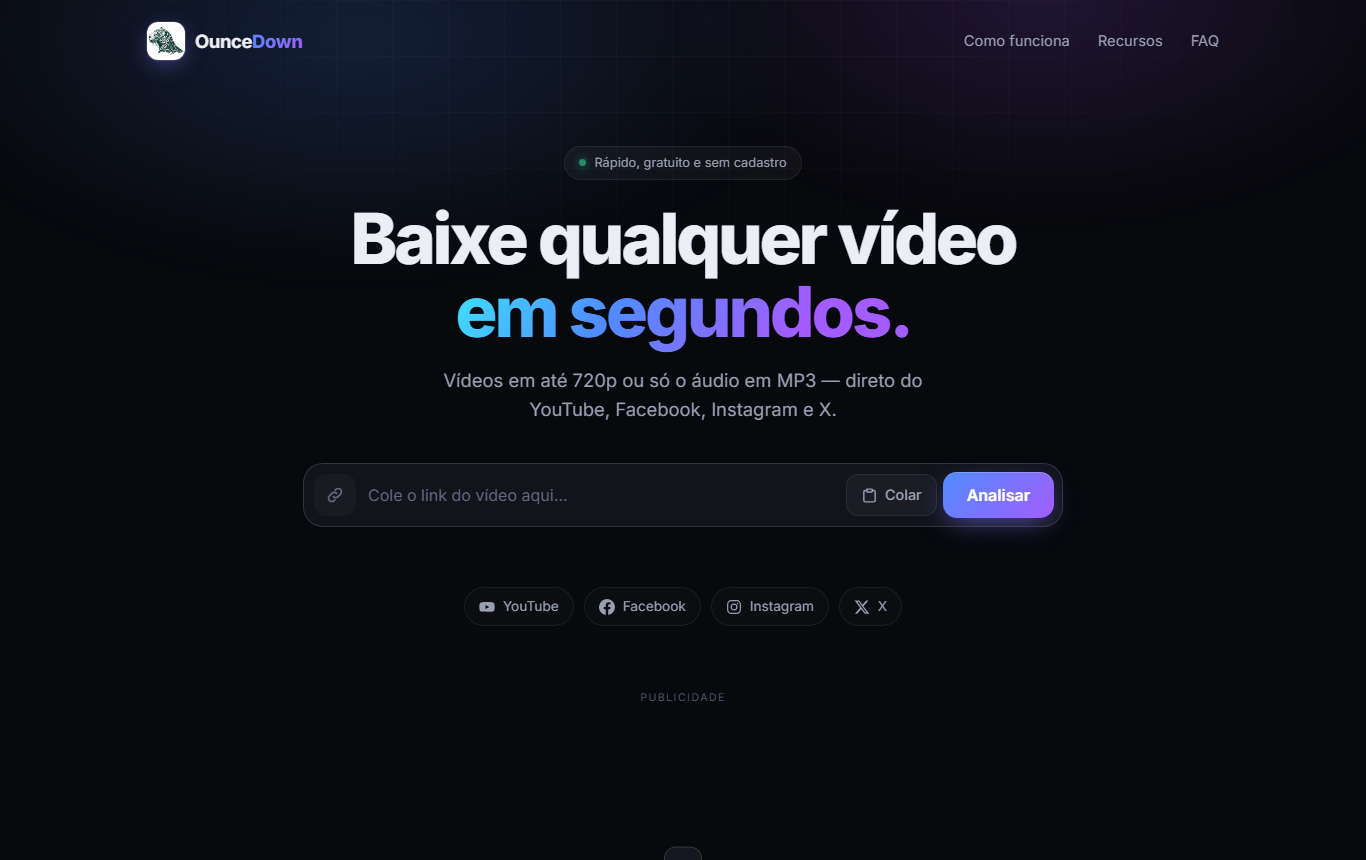 OunceDown
Como funciona
Recursos
FAQ
Rápido, gratuito e sem cadastro
Baixe qualquer vídeo
em segundos.
Vídeos em até 720p ou só o áudio em MP3 — direto do
YouTube, Facebook, Instagram e X.
Cole o link do vídeo aqui...
Colar
Analisar
YouTube
Facebook
Instagram
X
PUBLICIDADE